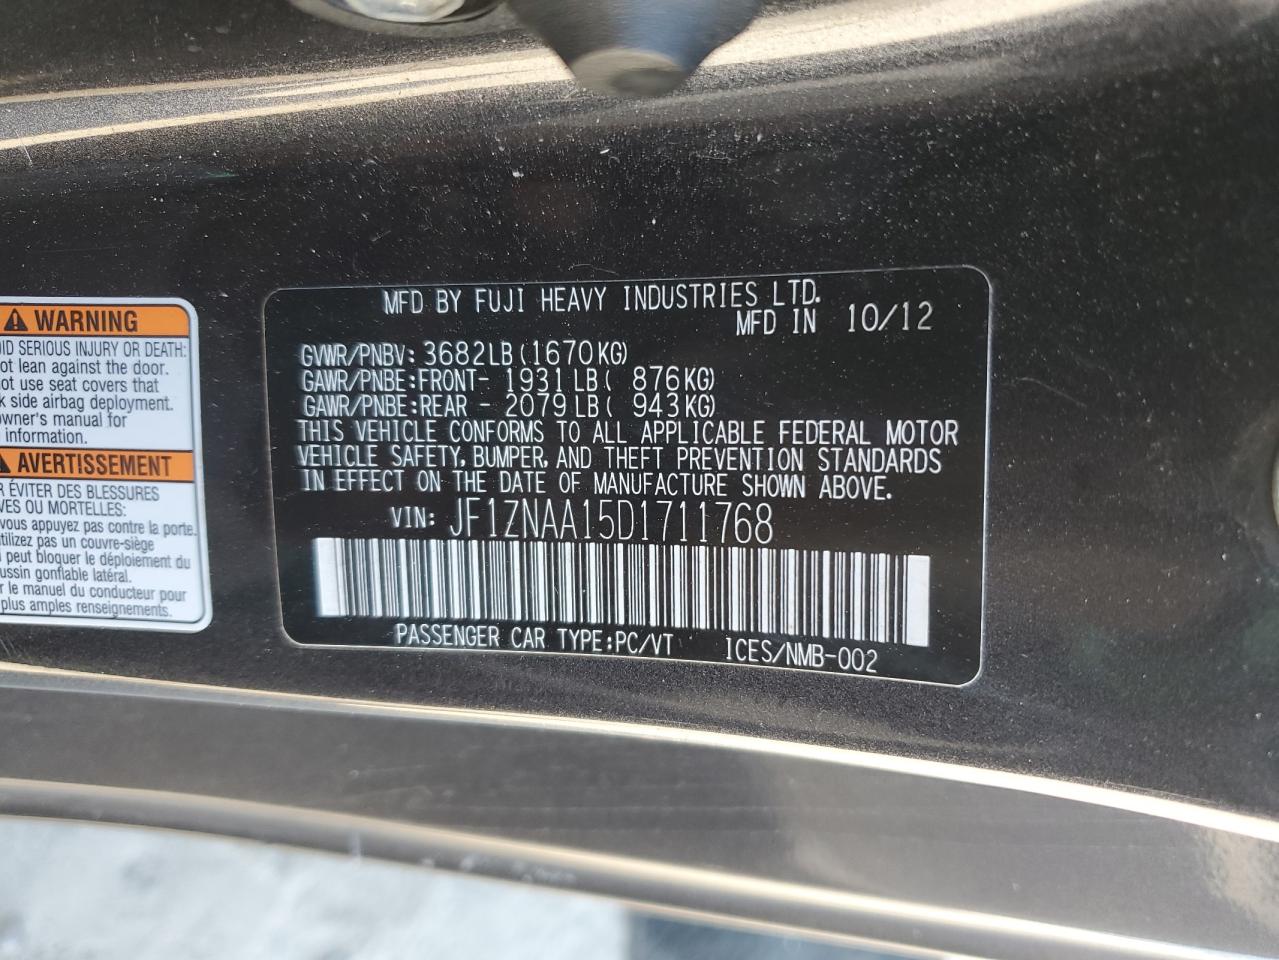 WARNING
ID SERIOUS INJURY OR DEATH:
ot lean against the door.
ot use seat covers that
k side airbag deployment.
owner's manual for
information.
AVERTISSEMENT
R ÉVITER DES BLESSURES
VES OU MORTELLES:
vous appuyez pas contre la porte.
utilizez pas un couvre-siège
peut bloquer le déploiement du
ussin gonflable latéral.
r le manuel du conducteur pour
plus amples renseignements.
MFD BY FUJI HEAVY INDUSTRIES LTD.
MFD IN 10/12
GVWR/PNBV: 3682LB(1670KG)
GAWR/PNBE:FRONT- 1931LB( 876KG)
GAWR/PNBE:REAR - 2079LB( 943KG)
THIS VEHICLE CONFORMS TO ALL APPLICABLE FEDERAL MOTOR
VEHICLE SAFETY, BUMPER, AND THEFT PREVENTION STANDARDS
IN EFFECT ON THE DATE OF MANUFACTURE SHOWN ABOVE.
VIN: JF1ZNAA15D1711768
PASSENGER CAR TYPE:PC/VT ICES/NMB-002